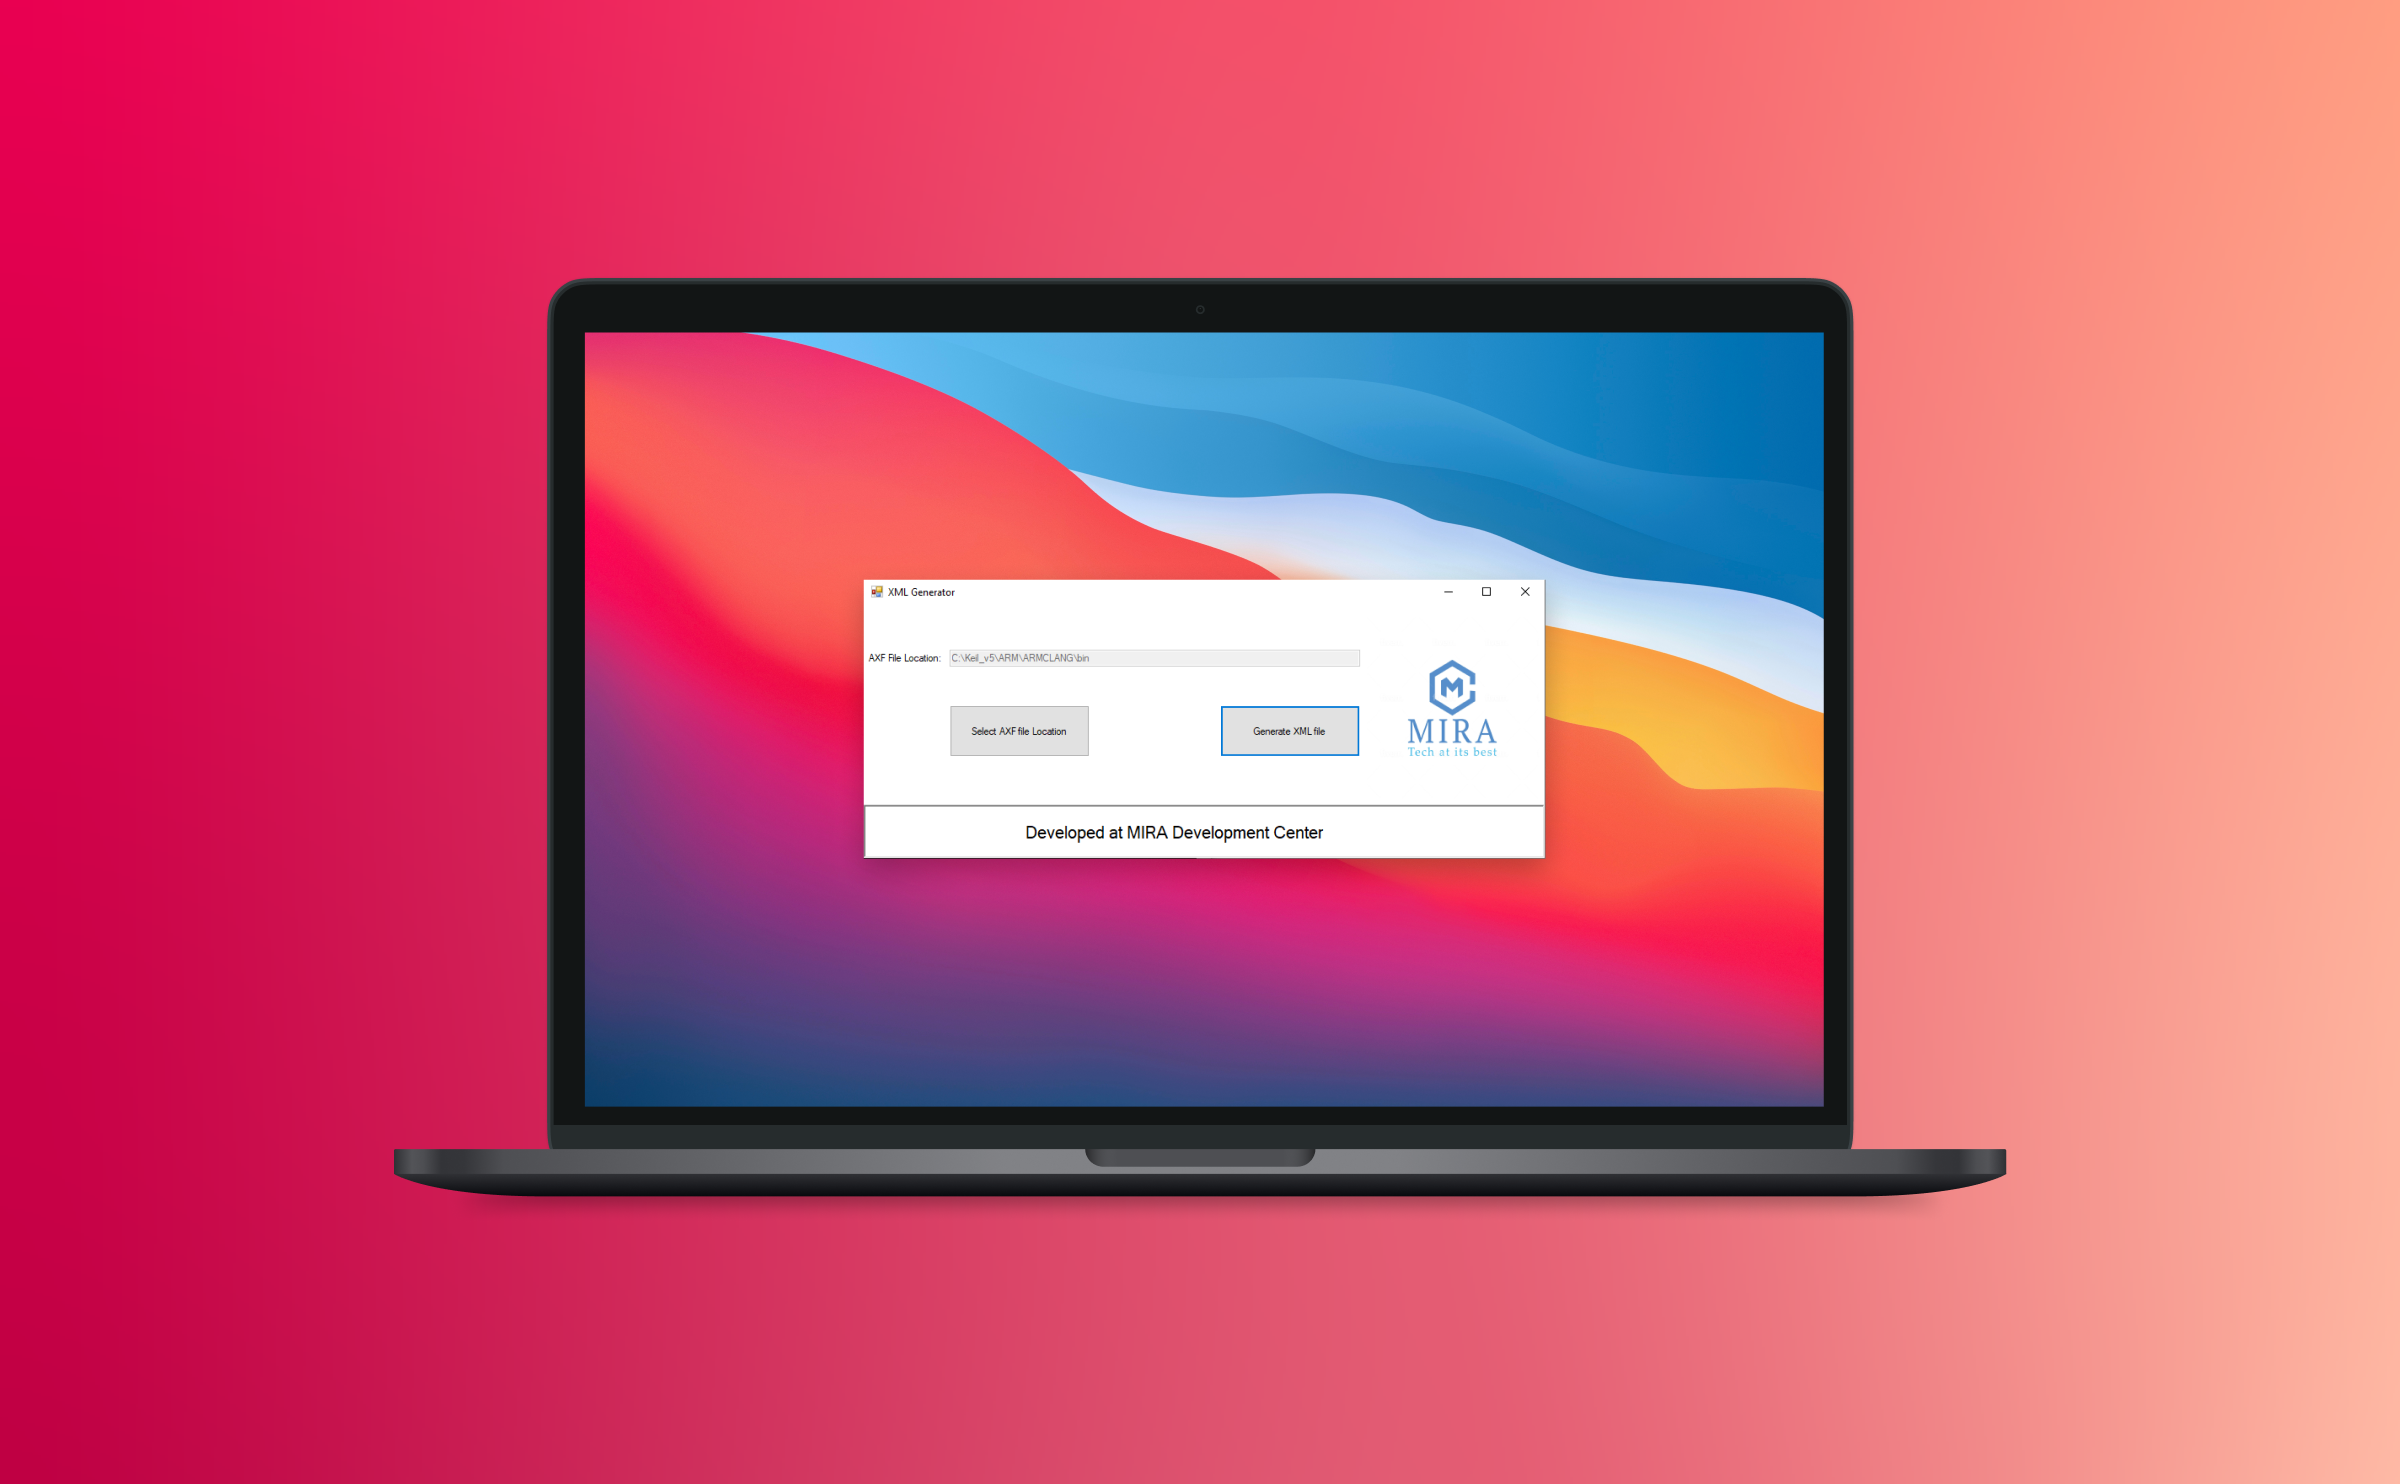 XML Generator
AXF File Location: C:\Keil_v5\ARM\ARMCLANG\bin
Select AXF file Location
Generate XML file
MIRA
Tech at its best
Developed at MIRA Development Center